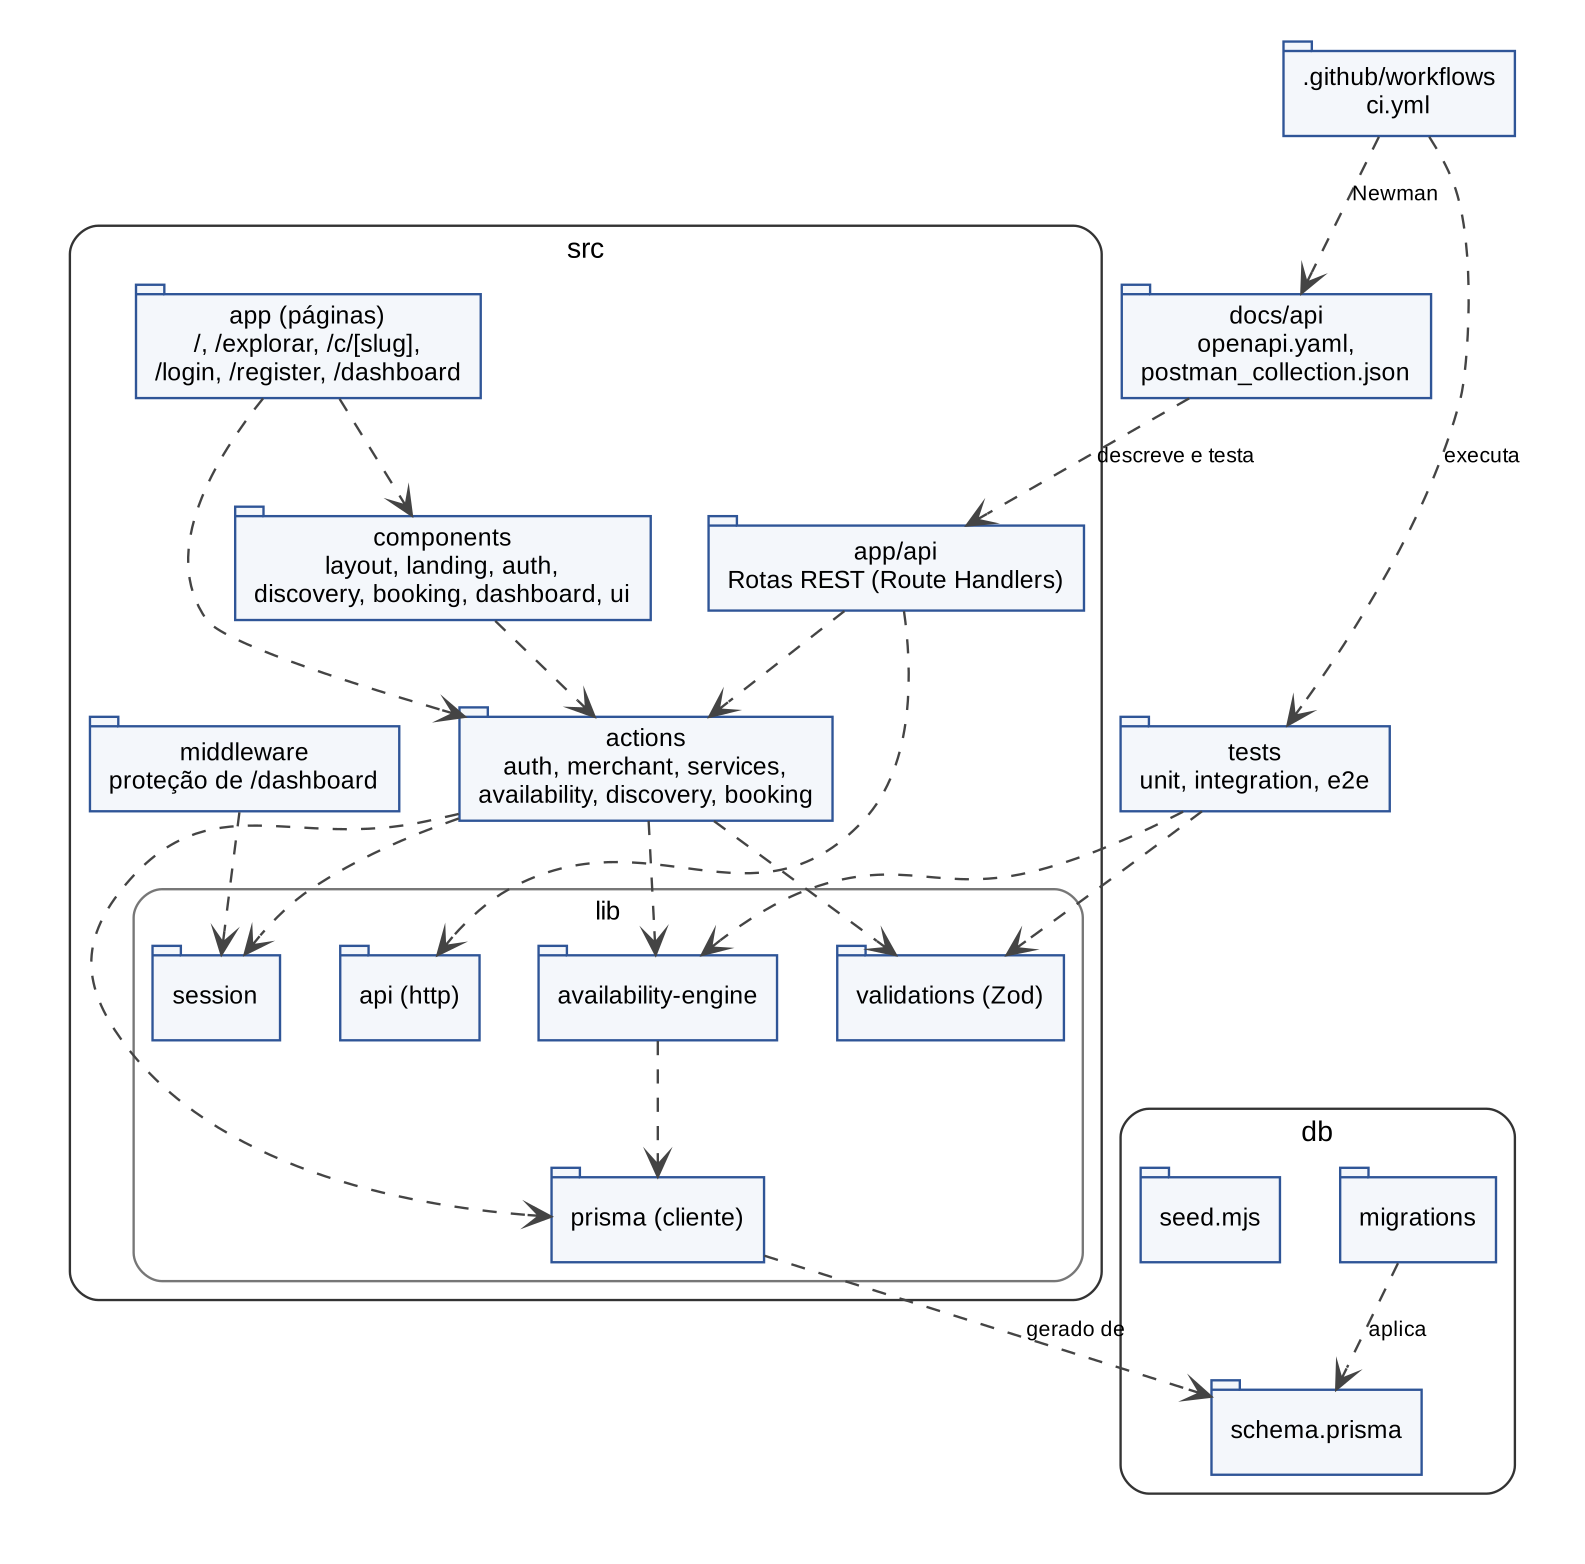 .github/workflows
ci.yml
Newman
src
app (páginas)
/, /explorar, /c/[slug],
/login, /register, /dashboard
docs/api
openapi.yaml,
postman_collection.json
descreve e testa
executa
components
layout, landing, auth,
discovery, booking, dashboard, ui
app/api
Rotas REST (Route Handlers)
middleware
proteção de /dashboard
actions
auth, merchant, services,
availability, discovery, booking
tests
unit, integration, e2e
lib
session
api (http)
availability-engine
validations (Zod)
prisma (cliente)
db
seed.mjs
migrations
gerado de
aplica
schema.prisma